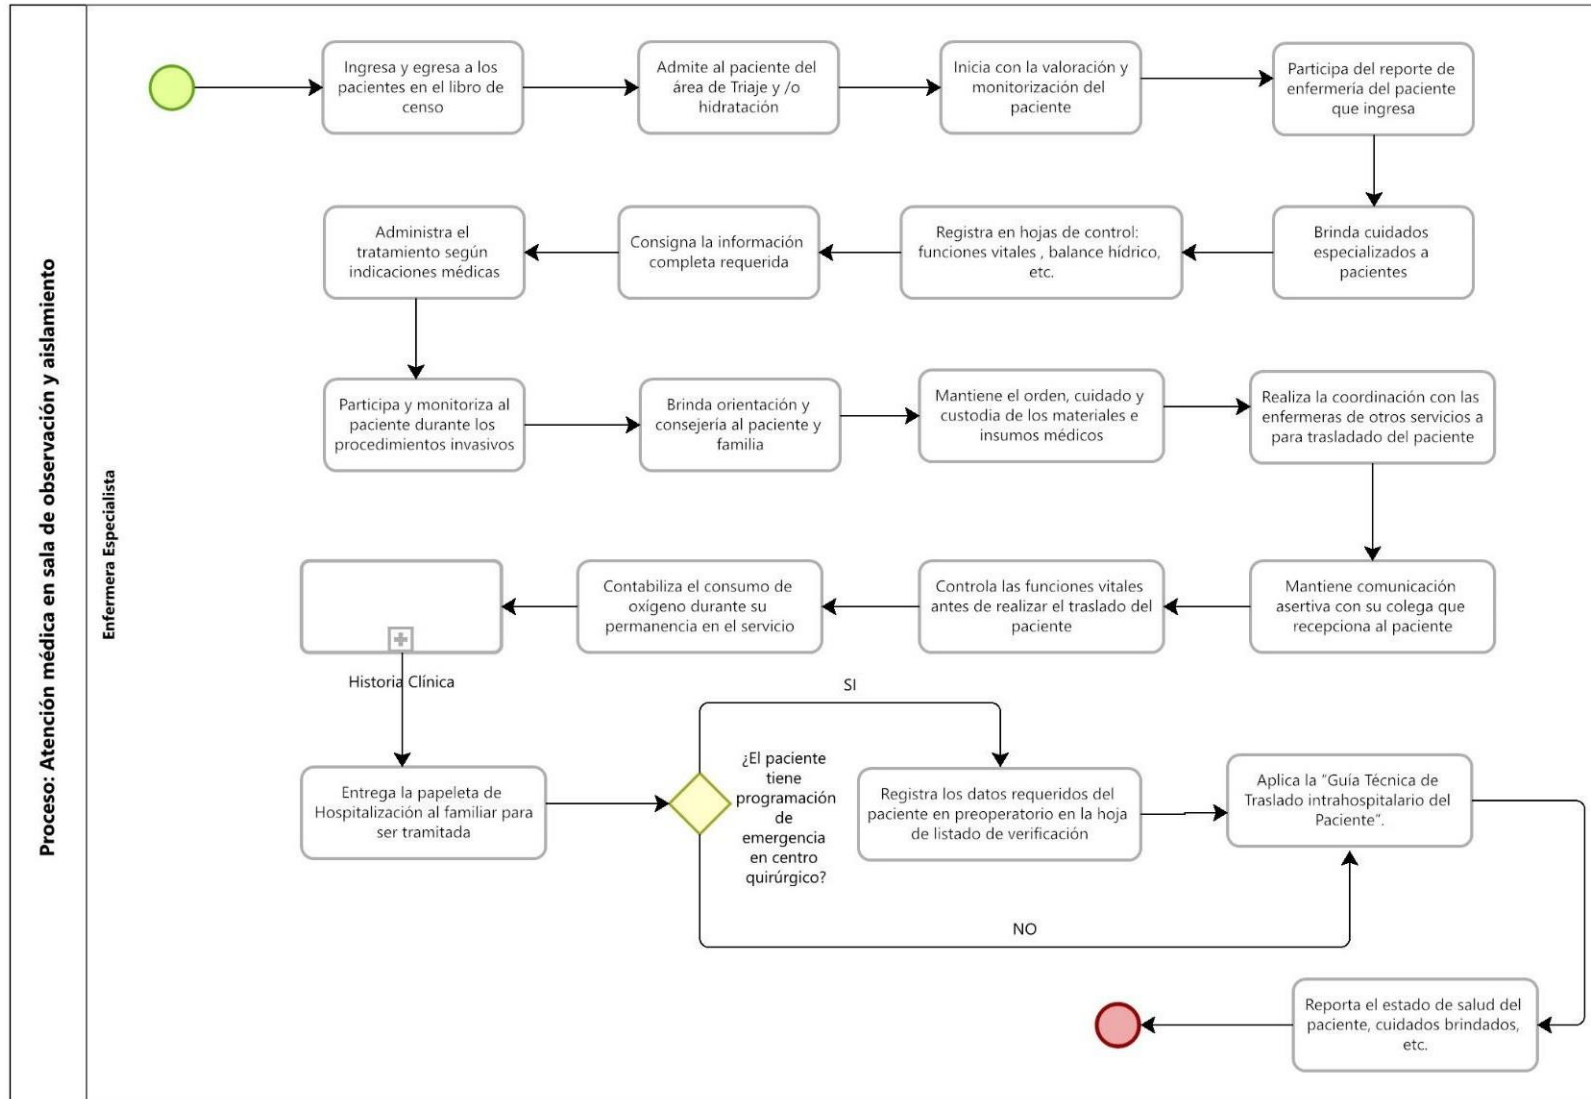 Proceso: Atención médica en sala de observación y aislamiento
Enfermera Especialista
Ingresa y egresa a los
pacientes en el libro de
censo
Admite al paciente del
área de Triaje y /o
hidratación
Inicia con la valoración y
monitorización del
paciente
Participa del reporte de
enfermería del paciente
que ingresa
Brinda cuidados
especializados a
pacientes
Registra en hojas de control:
funciones vitales , balance hídrico,
etc.
Consigna la información
completa requerida
Administra el
tratamiento según
indicaciones médicas
Participa y monitoriza al
paciente durante los
procedimientos invasivos
Brinda orientación y
consejería al paciente y
familia
Mantiene el orden, cuidado y
custodia de los materiales e
insumos médicos
Realiza la coordinación con las
enfermeras de otros servicios a
para trasladado del paciente
Mantiene comunicación
asertiva con su colega que
recepciona al paciente
Controla las funciones vitales
antes de realizar el traslado del
paciente
Contabiliza el consumo de
oxígeno durante su
permanencia en el servicio
Historia Clínica
Entrega la papeleta de
Hospitalización al familiar para
ser tramitada
¿El paciente
tiene
programación
de
emergencia
en centro
quirúrgico?
SI
Registra los datos requeridos del
paciente en preoperatorio en la hoja
de listado de verificación
NO
Aplica la “Guía Técnica de
Traslado intrahospitalario del
Paciente”.
Reporta el estado de salud del
paciente, cuidados brindados,
etc.